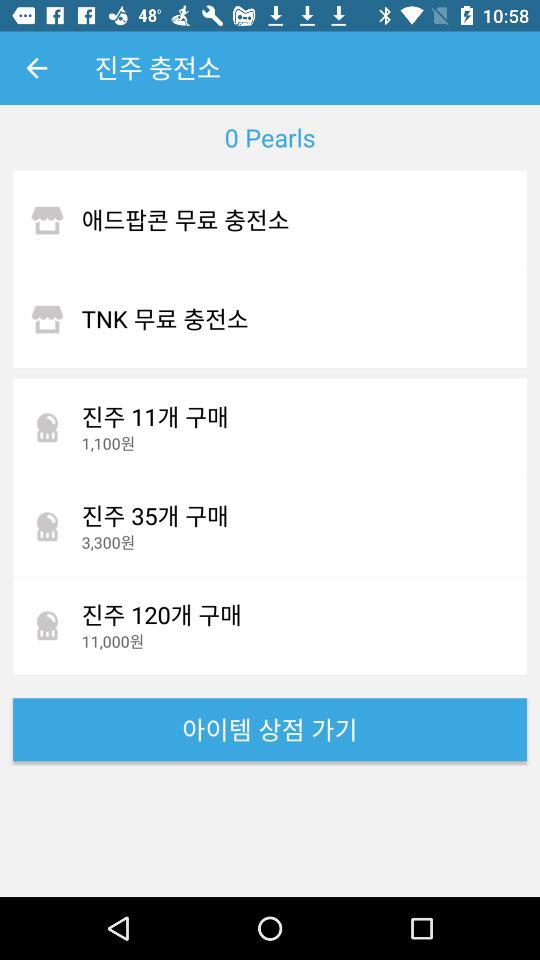 48°
10:58
진주 충전소
0 Pearls
애드팝콘 무료 충전소
TNK 무료 충전소
진주 11개 구매
1,100원
진주 35개 구매
3,300원
진주 120개 구매
11,000원
아이템 상점 가기